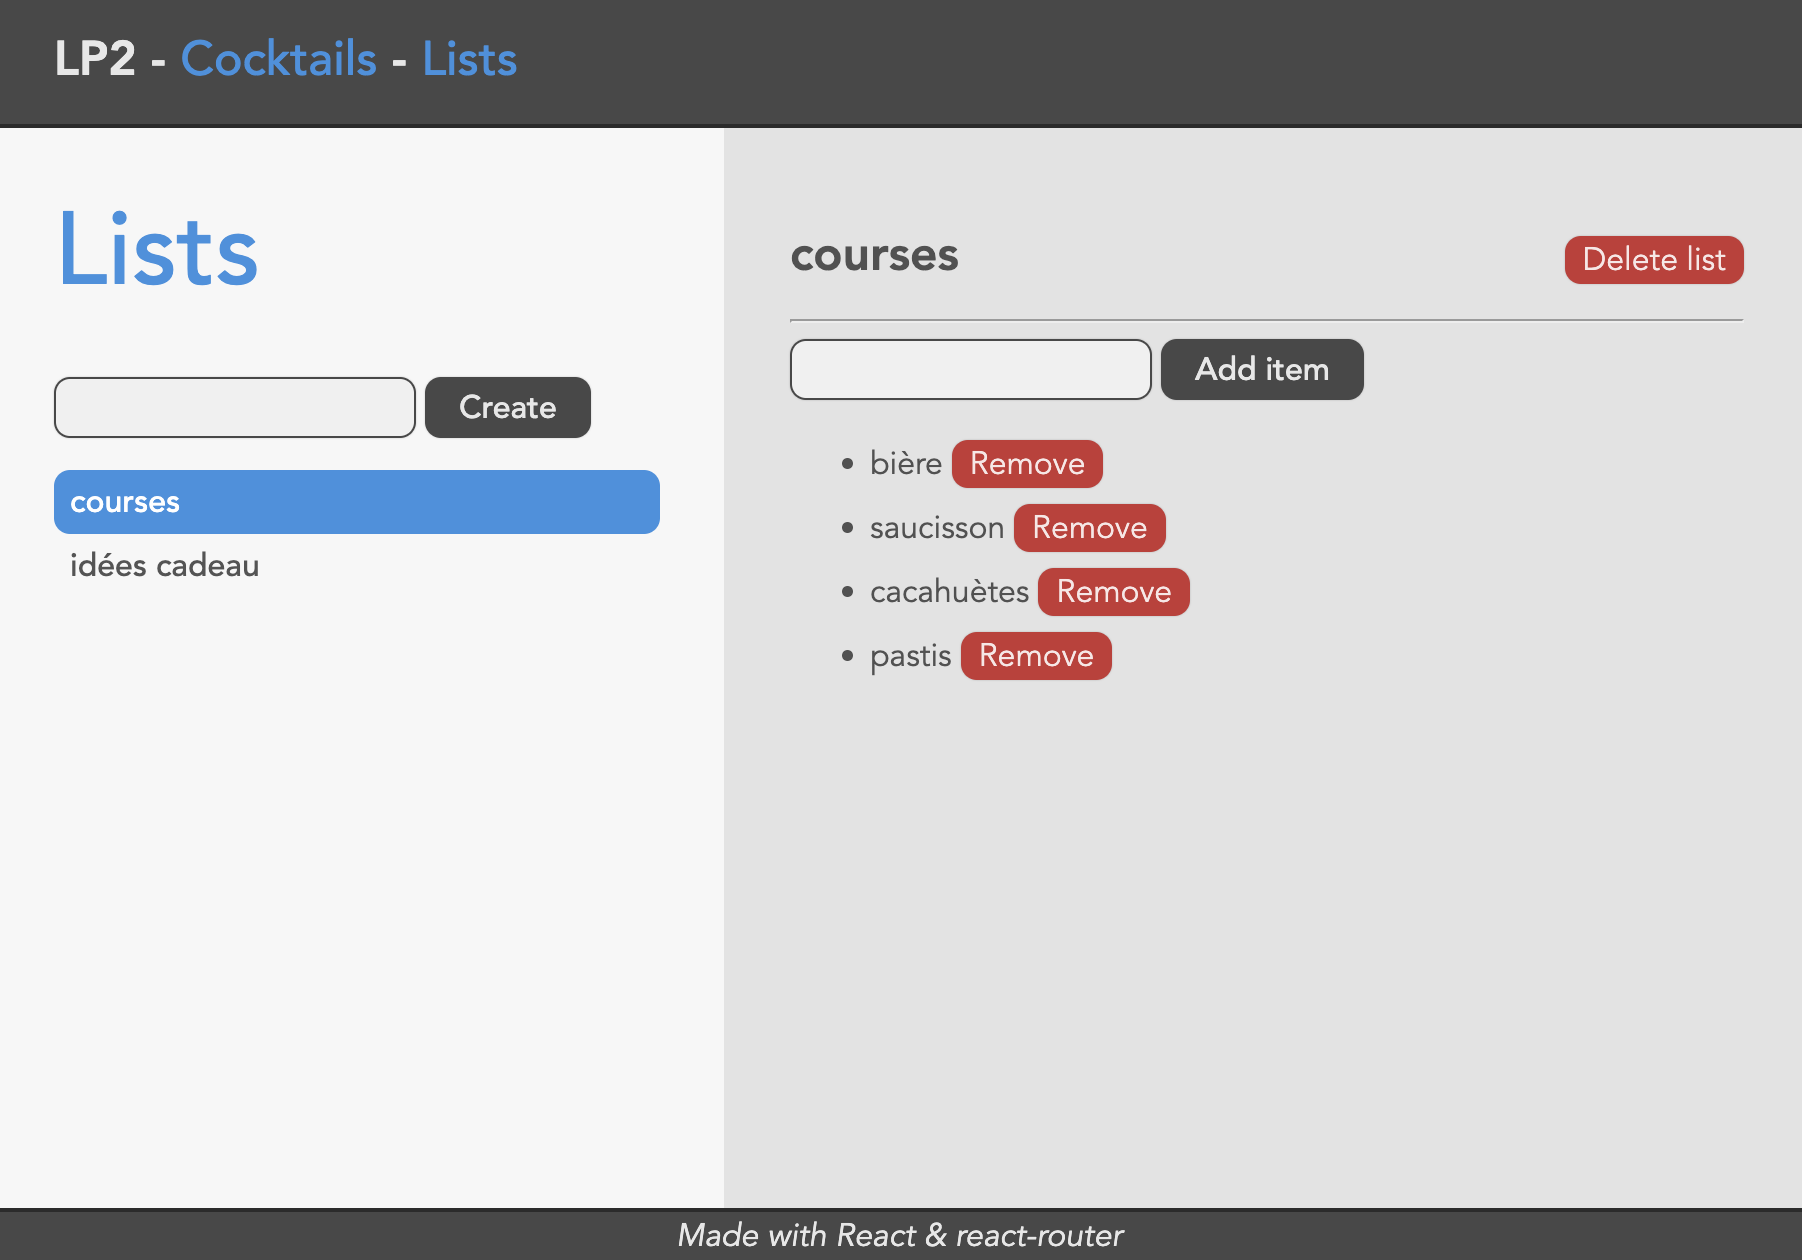 LP2 - Cocktails - Lists
Lists
Create
courses
idées cadeau
courses
Delete list
Add item
bière Remove
saucisson Remove
cacahuètes Remove
pastis Remove
Made with React & react-router